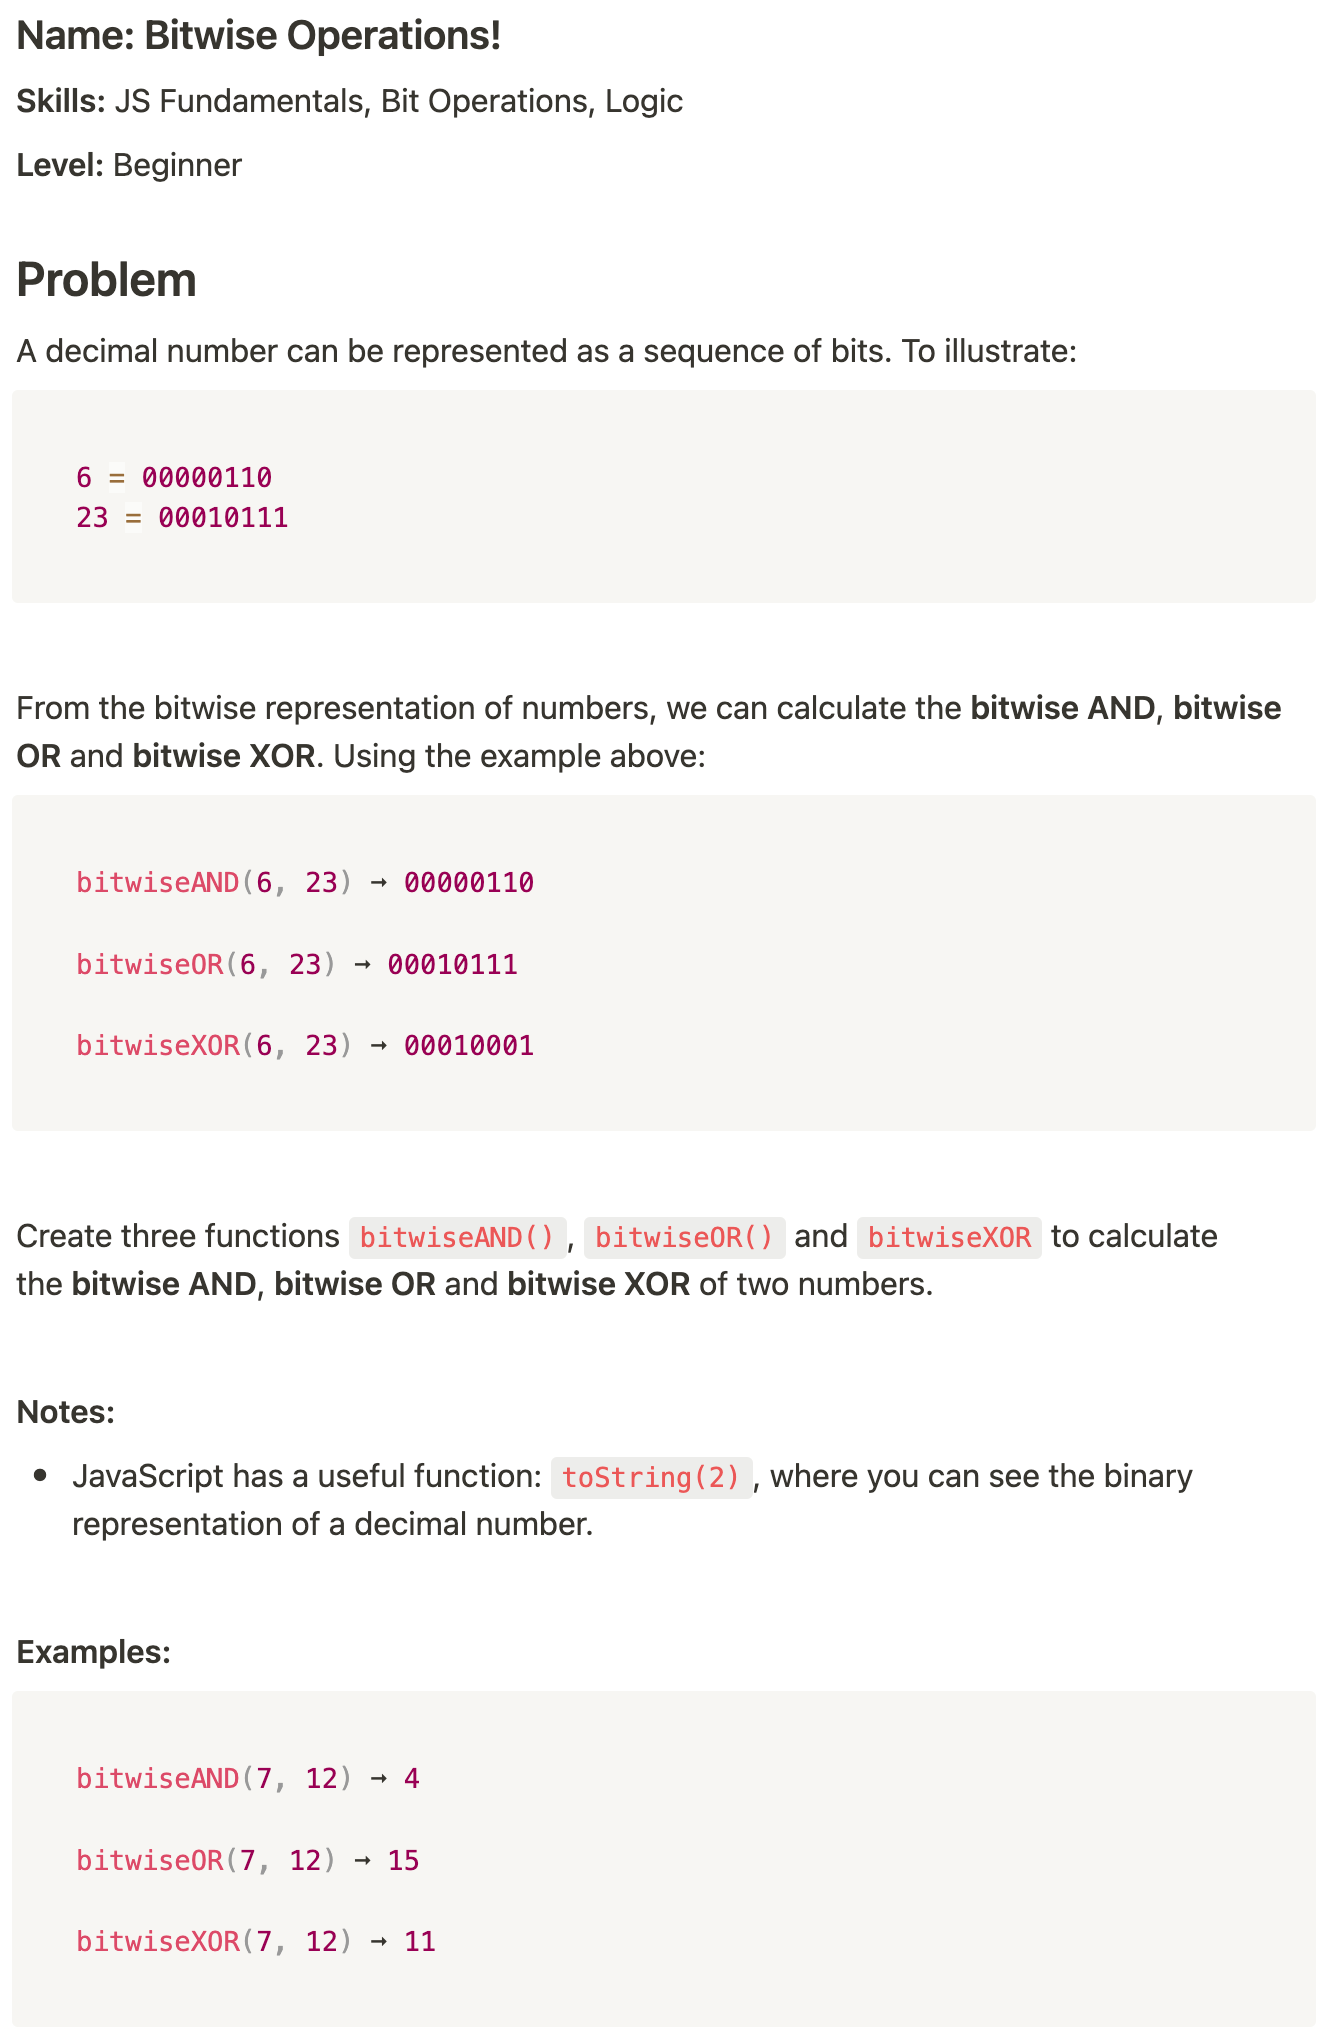 Name: Bitwise Operations!
Skills: JS Fundamentals, Bit Operations, Logic
Level: Beginner
Problem
A decimal number can be represented as a sequence of bits. To illustrate:
6 = 00000110
23 = 00010111
From the bitwise representation of numbers, we can calculate the bitwise AND, bitwise
OR and bitwise XOR. Using the example above:
bitwiseAND(6, 23) ➞ 00000110
bitwiseOR(6, 23) ➞ 00010111
bitwiseXOR(6, 23) ➞ 00010001
Create three functions bitwiseAND(), bitwiseOR() and bitwiseXOR to calculate
the bitwise AND, bitwise OR and bitwise XOR of two numbers.
Notes:
• JavaScript has a useful function: toString(2), where you can see the binary
representation of a decimal number.
Examples:
bitwiseAND(7, 12) ➞ 4
bitwiseOR(7, 12) ➞ 15
bitwiseXOR(7, 12) ➞ 11